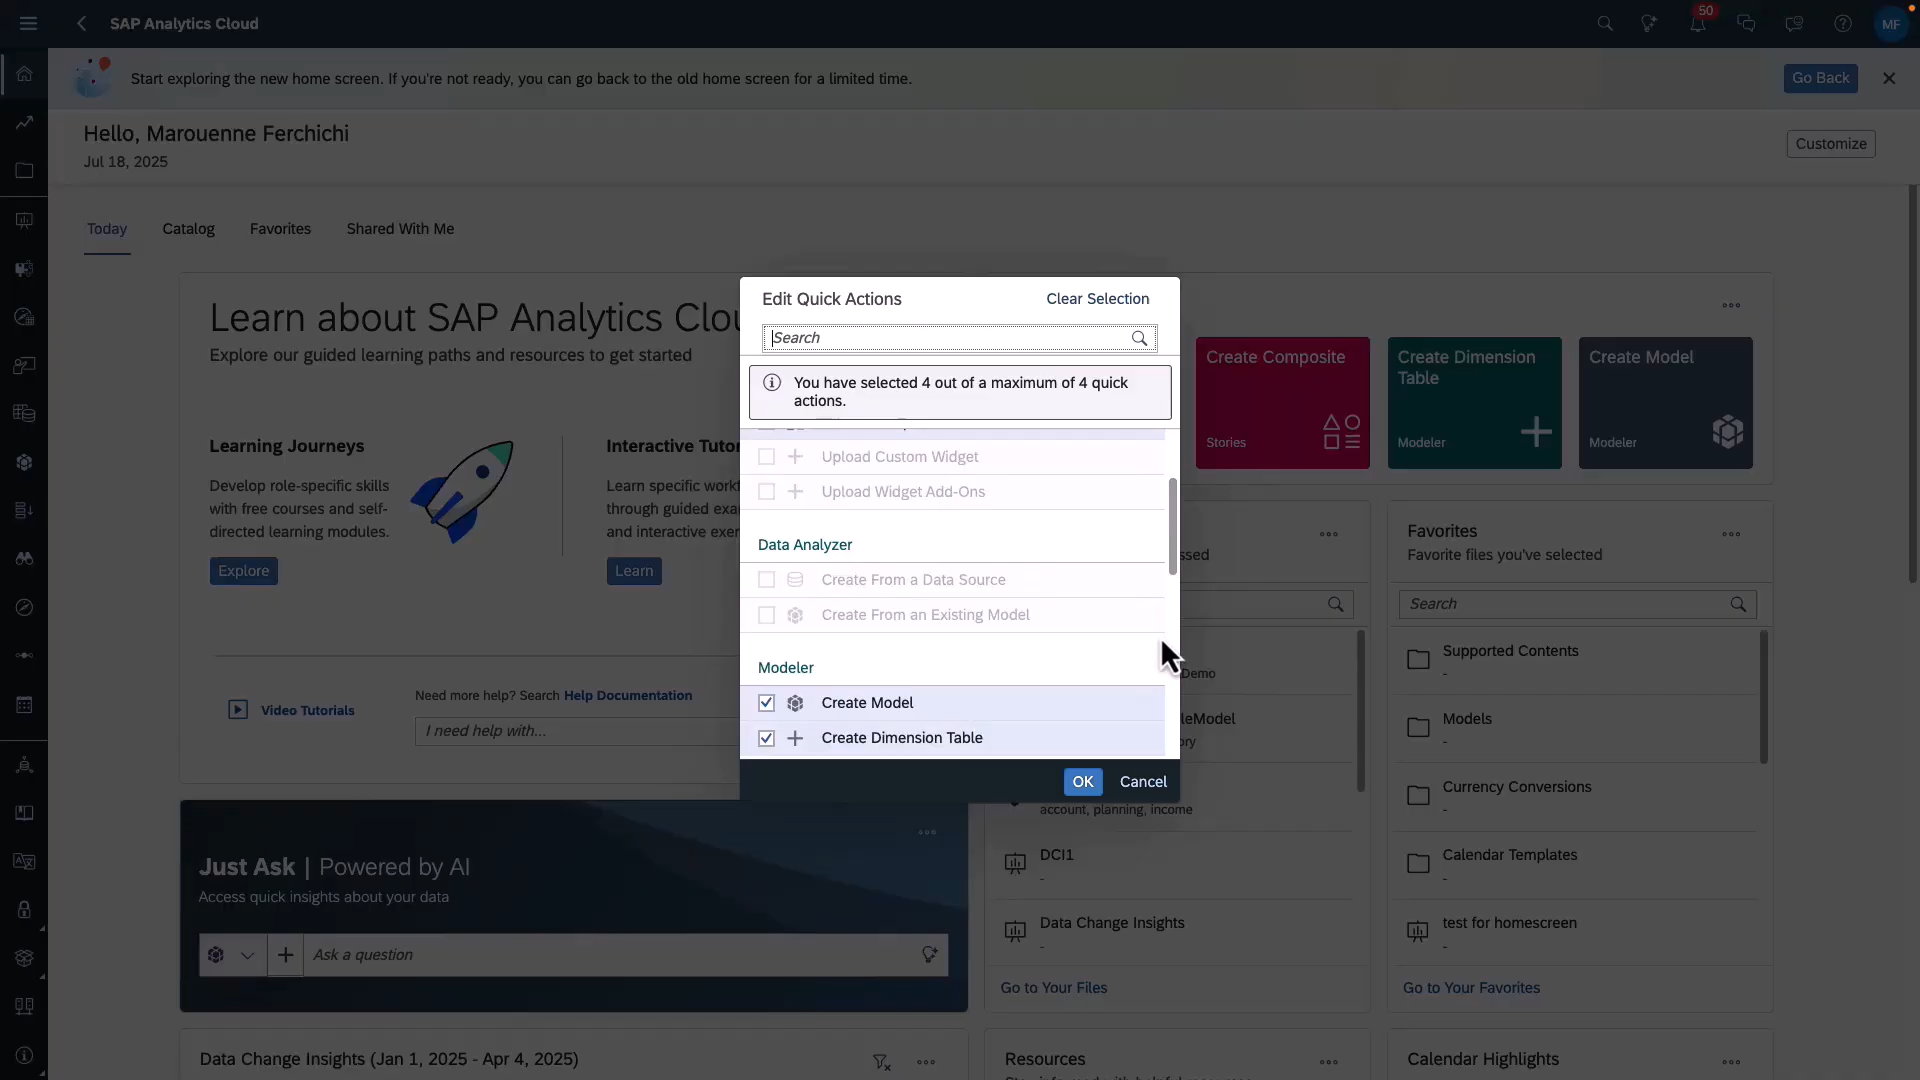 SAP Analytics Cloud
50
MF
Start exploring the new home screen. If you're not ready, you can go back to the old home screen for a limited time.
Go Back
Hello, Marouenne Ferchichi
Jul 18, 2025
Customize
Today
Catalog
Favorites
Shared With Me
Learn about SAP Analytics Clou
Explore our guided learning paths and resources to get started
Learning Journeys
Develop role-specific skills
with free courses and self-
directed learning modules.
Explore
Interactive Tutor
Learn specific workf
through guided exa
and interactive exer
Learn
Video Tutorials
Need more help? Search Help Documentation
I need help with...
Edit Quick Actions
Clear Selection
Search
You have selected 4 out of a maximum of 4 quick
actions.
Upload Custom Widget
Upload Widget Add-Ons
Data Analyzer
Create From a Data Source
Create From an Existing Model
Modeler
Create Model
Create Dimension Table
OK
Cancel
Create Composite
Stories
Create Dimension
Table
Modeler
Create Model
Modeler
ssed
Demo
leModel
ory
account, planning, income
DCI1
-
Data Change Insights
-
Go to Your Files
Favorites
Favorite files you've selected
Search
Supported Contents
-
Models
-
Currency Conversions
-
Calendar Templates
-
test for homescreen
-
Go to Your Favorites
Just Ask | Powered by AI
Access quick insights about your data
Ask a question
Data Change Insights (Jan 1, 2025 - Apr 4, 2025)
Resources
Calendar Highlights